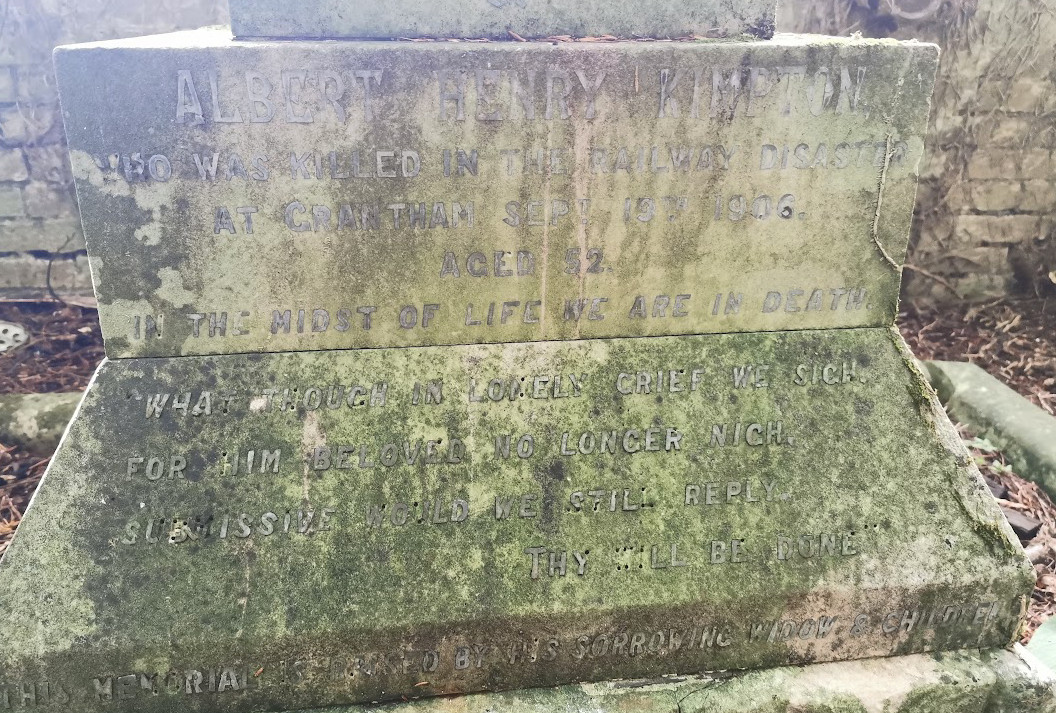 ALBERT HENRY KIMPTON
WHO WAS KILLED IN THE RAILWAY DISASTER
AT GRANTHAM SEPT 19TH 1906.
AGED 52.
IN THE MIDST OF LIFE WE ARE IN DEATH.
"WHAT THOUGH IN LONELY GRIEF WE SIGH.
FOR HIM BELOVED NO LONGER NIGH.
SUBMISSIVE WOULD WE STILL REPLY.
THY WILL BE DONE"
THIS MEMORIAL IS RAISED BY HIS SORROWING WIDOW & CHILDREN